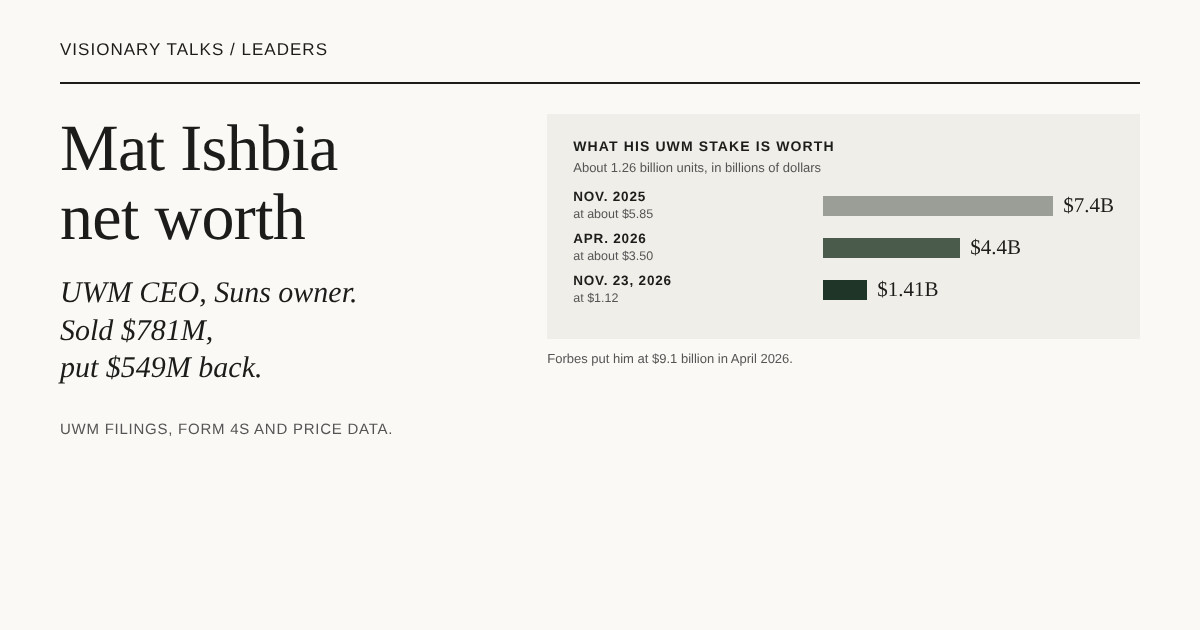 VISIONARY TALKS / LEADERS
Mat Ishbia
net worth
UWM CEO, Suns owner.
Sold $781M,
put $549M back.
UWM FILINGS, FORM 4S AND PRICE DATA.
WHAT HIS UWM STAKE IS WORTH
About 1.26 billion units, in billions of dollars
NOV. 2025
at about $5.85
$7.4B
APR. 2026
at about $3.50
$4.4B
NOV. 23, 2026
at $1.12
$1.41B
Forbes put him at $9.1 billion in April 2026.